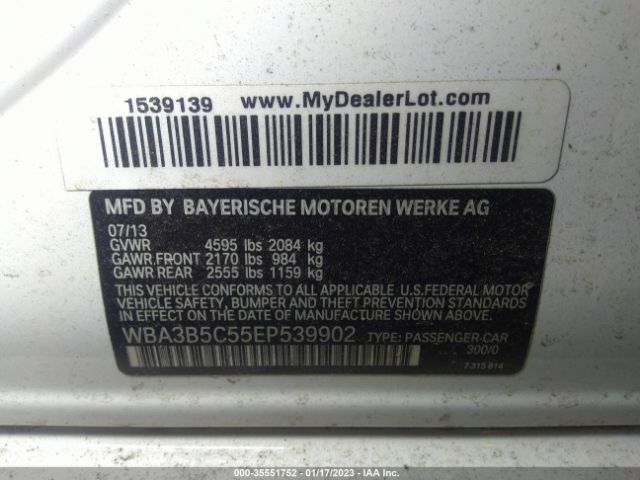 1539139 www.MyDealerLot.com
MFD BY BAYERISCHE MOTOREN WERKE AG
07/13
GVWR 4595 lbs 2084 kg
GAWR.FRONT 2170 lbs 984 kg
GAWR REAR 2555 lbs 1159 kg
THIS VEHICLE CONFORMS TO ALL APPLICABLE U.S.FEDERAL MOTOR
VEHICLE SAFETY, BUMPER AND THEFT PREVENTION STANDARDS
IN EFFECT ON THE DATE OF MANUFACTURE SHOWN ABOVE.
WBA3B5C55EP539902 TYPE: PASSENGER-CAR
300/0
7 315 814
000-35551752 - 01/17/2023 - © IAA Inc.